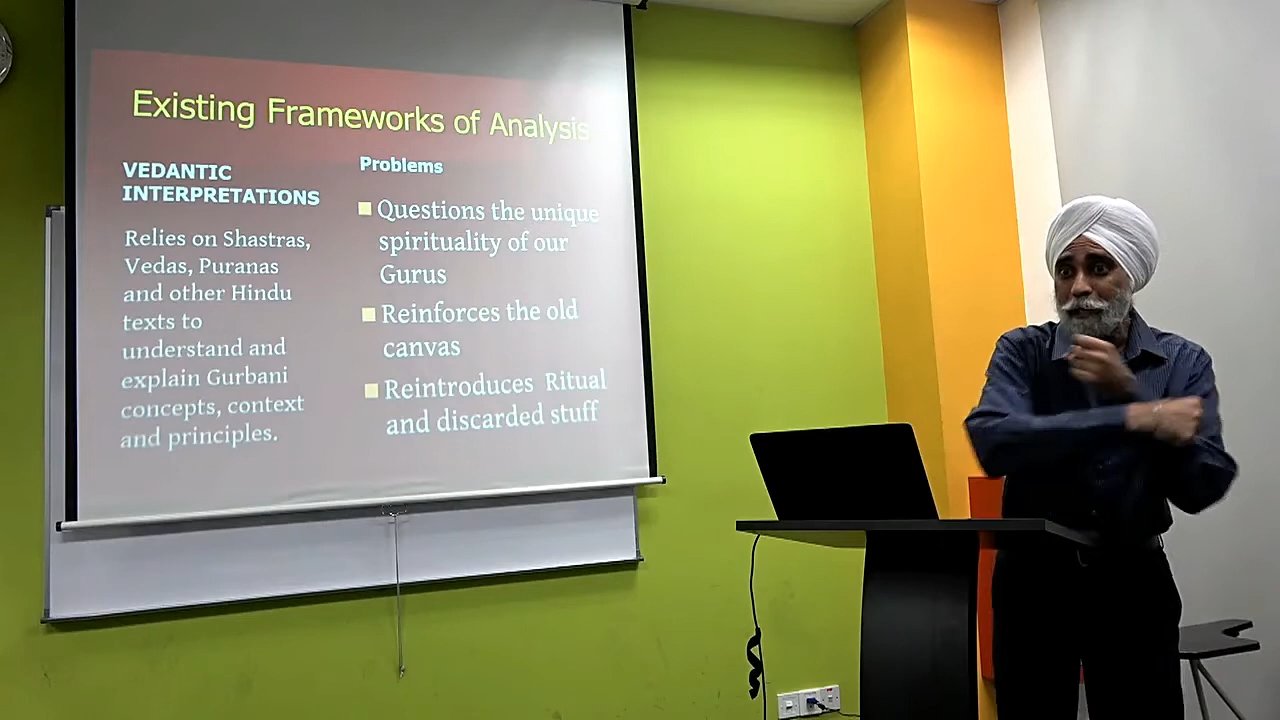 Existing Frameworks of Analysis
VEDANTIC
INTERPRETATIONS
Relies on Shastras,
Vedas, Puranas
and other Hindu
texts to
understand and
explain Gurbani
concepts, context
and principles.
Problems
Questions the unique
spirituality of our
Gurus
Reinforces the old
canvas
Reintroduces Ritual
and discarded stuff